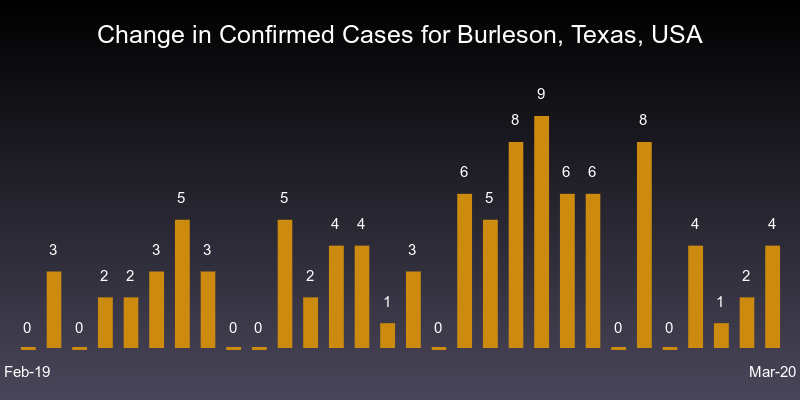 Change in Confirmed Cases for Burleson, Texas, USA
9
8 8
6 6 6
5 5 5
4 4 4 4
3 3 3 3
2 2 2 2
1 1
0 0 0 0 0 0 0
Feb-19 Mar-20